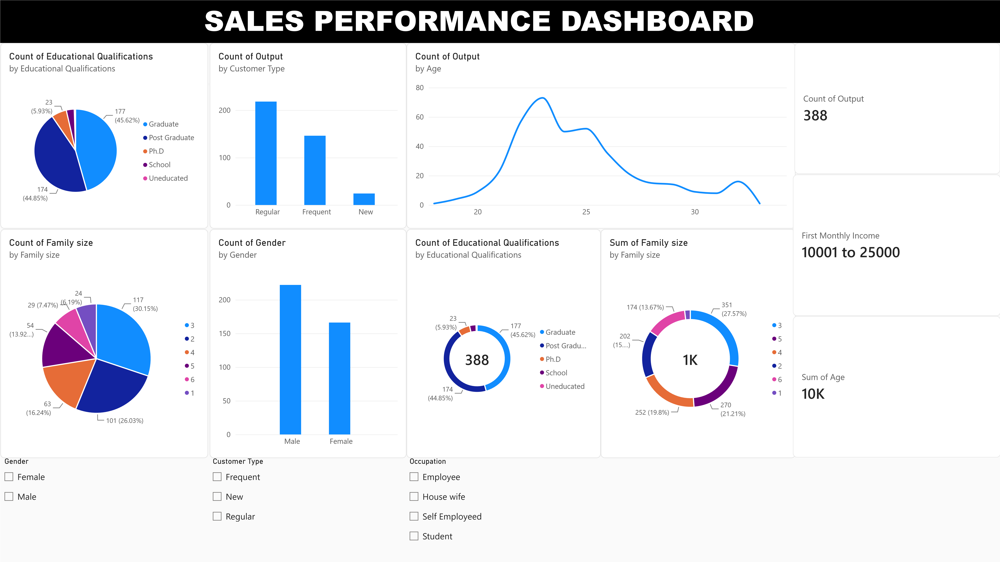 SALES PERFORMANCE DASHBOARD
Count of Educational Qualifications
by Educational Qualifications
23
(5.93%)
177
(45.62%)
174
(44.85%)
Graduate
Post Graduate
Ph.D
School
Uneducated
Count of Output
by Customer Type
200
100
0
Regular Frequent New
Count of Output
by Age
80
60
40
20
0
20 25 30
Count of Output
388
First Monthly Income
10001 to 25000
Sum of Age
10K
Count of Family size
by Family size
24
(6.19%)
29 (7.47%)
117
(30.15%)
54
(13.92...)
63
(16.24%)
101 (26.03%)
3
2
4
5
6
1
Count of Gender
by Gender
200
150
100
50
0
Male Female
Count of Educational Qualifications
by Educational Qualifications
23
(5.93%)
177
(45.62%)
388
174
(44.85%)
Graduate
Post Gradu...
Ph.D
School
Uneducated
Sum of Family size
by Family size
174 (13.67%)
351
(27.57%)
202
(15....)
1K
252 (19.8%)
270
(21.21%)
3
5
4
2
6
1
Gender
Female
Male
Customer Type
Frequent
New
Regular
Occupation
Employee
House wife
Self Employeed
Student